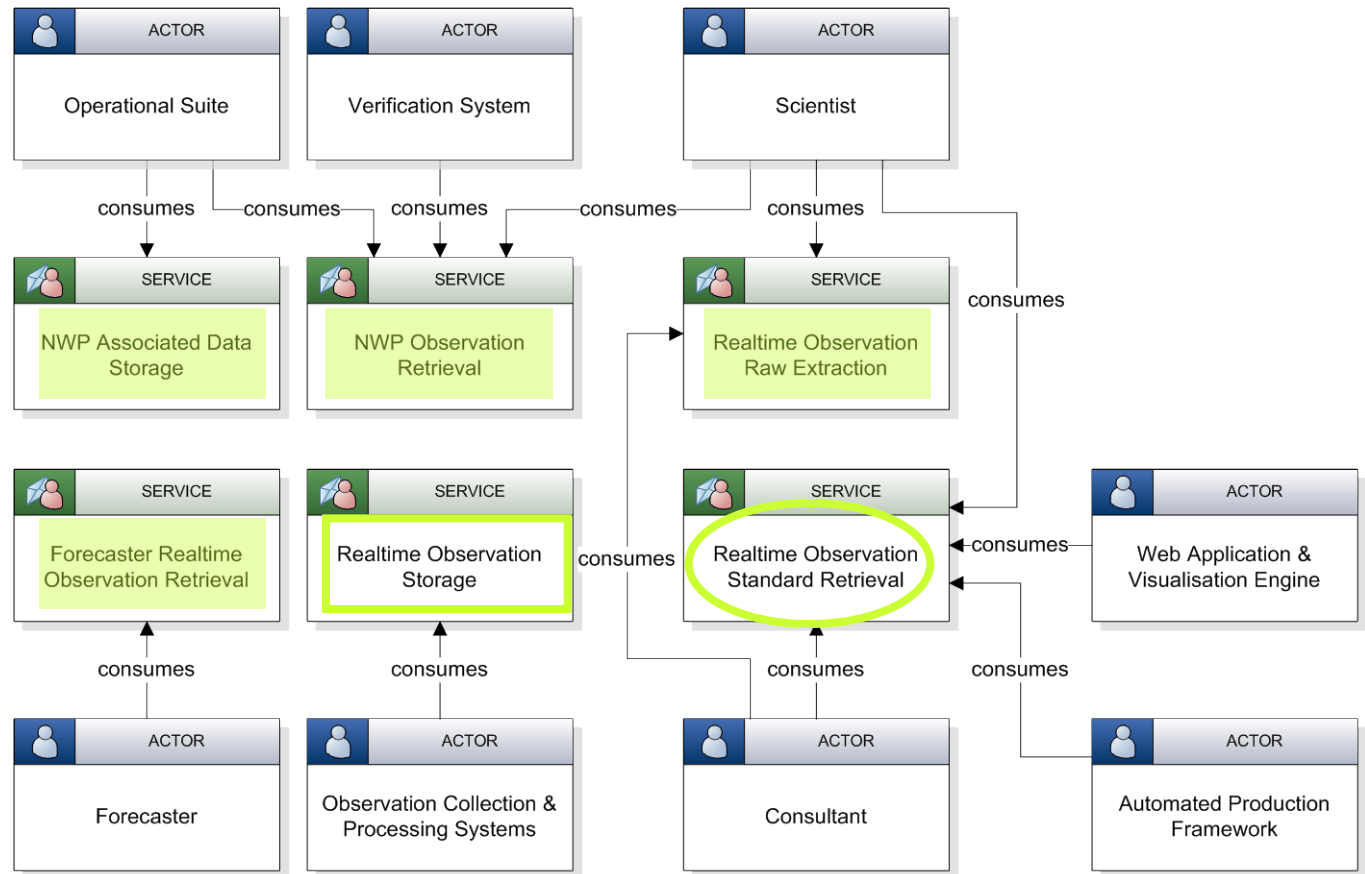 ACTOR
ACTOR
ACTOR
Operational Suite
Verification System
Scientist
consumes
consumes
consumes
consumes
consumes
SERVICE
SERVICE
SERVICE
consumes
NWP Associated Data
Storage
NWP Observation
Retrieval
Realtime Observation
Raw Extraction
SERVICE
SERVICE
SERVICE
ACTOR
Forecaster Realtime
Observation Retrieval
Realtime Observation
Storage
consumes
Realtime Observation
Standard Retrieval
consumes
Web Application &
Visualisation Engine
consumes
consumes
consumes
consumes
ACTOR
ACTOR
ACTOR
ACTOR
Forecaster
Observation Collection &
Processing Systems
Consultant
Automated Production
Framework